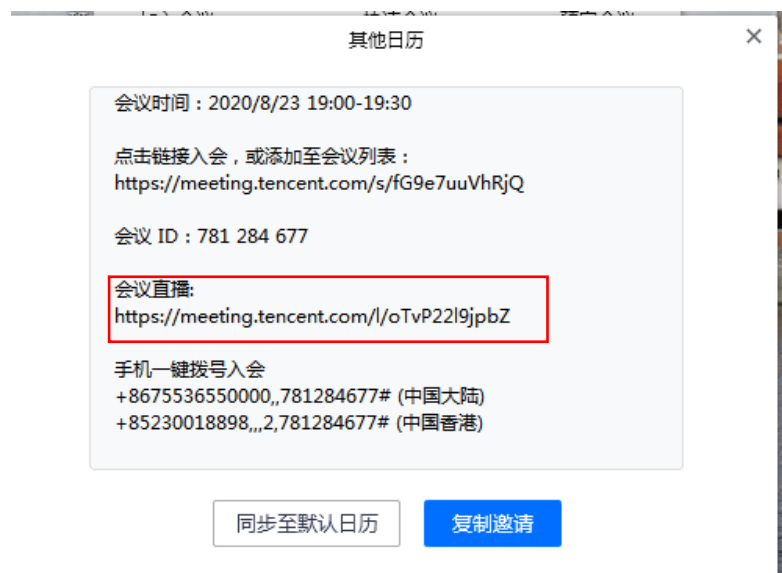 其他日历
会议时间：2020/8/23 19:00-19:30
点击链接入会，或添加至会议列表：
https://meeting.tencent.com/s/fG9e7uuVhRjQ
会议 ID：781 284 677
会议直播:
https://meeting.tencent.com/l/oTvP22l9jpbZ
手机一键拨号入会
+8675536550000,,781284677# (中国大陆)
+85230018898,,,2,781284677# (中国香港)
同步至默认日历
复制邀请